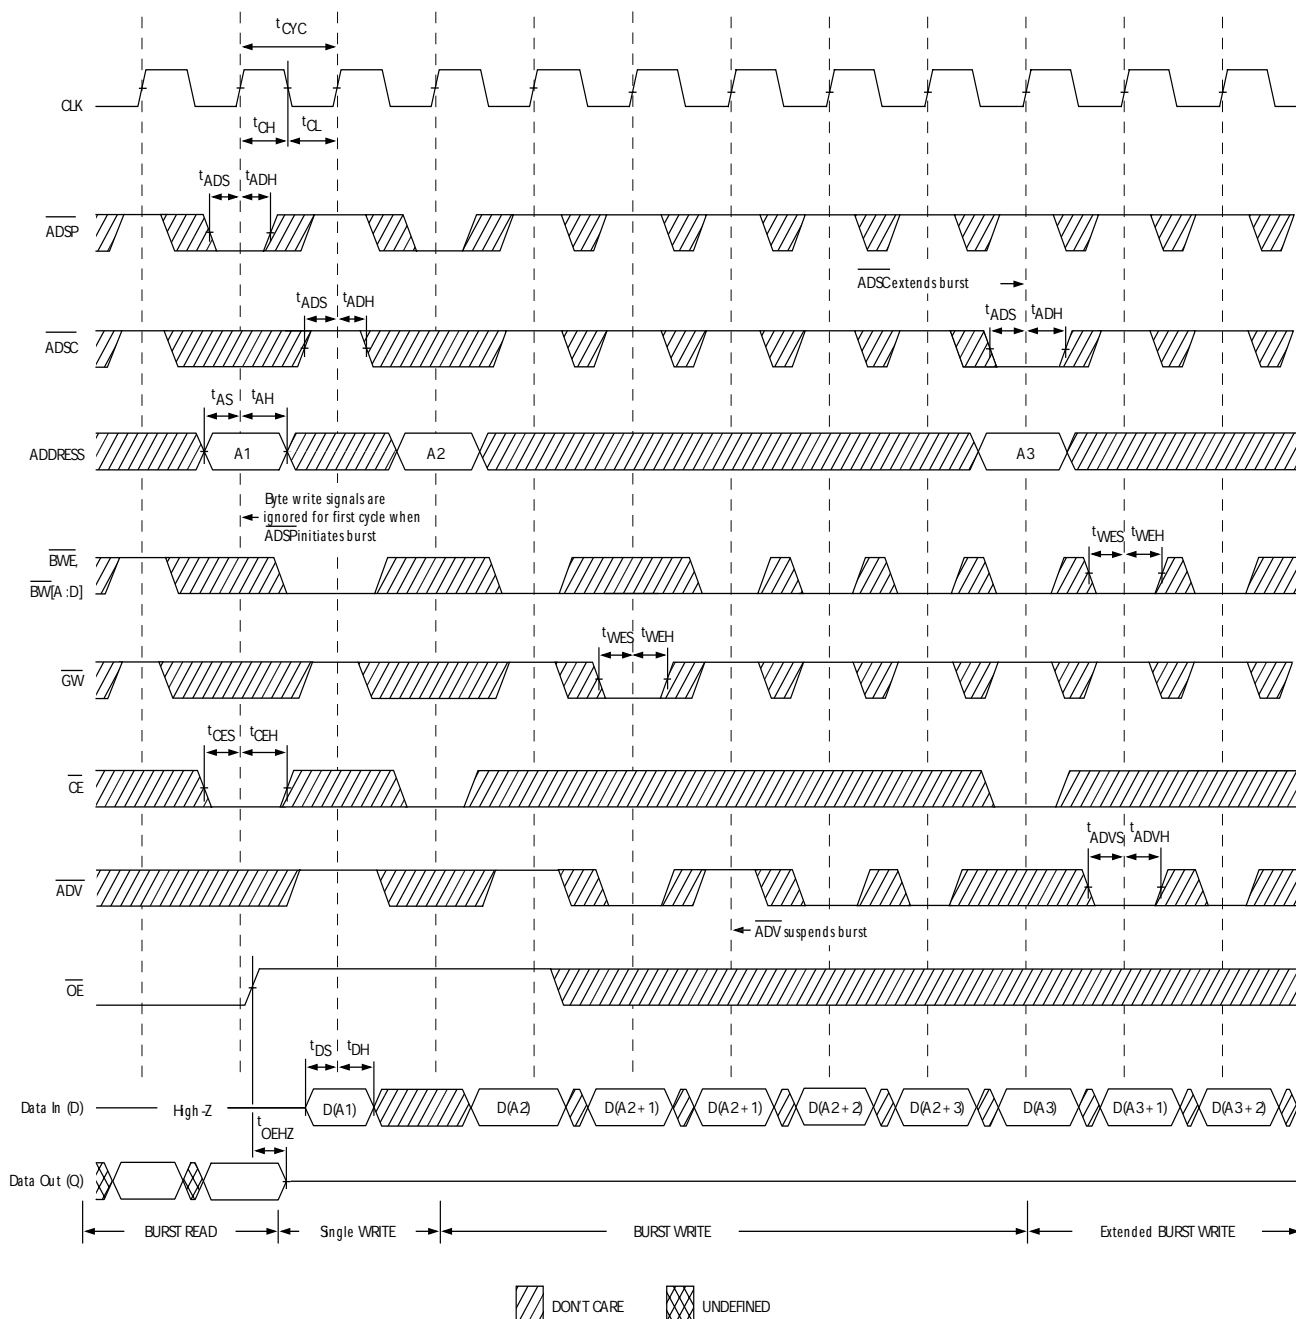 tCYC
CLK
tCH
tCL
tADS
tADH
ADSP
ADSC extends burst
tADS
tADH
tADS
tADH
ADSC
tAS
tAH
ADDRESS
A1
A2
A3
Byte write signals are
ignored for first cycle when
ADSP initiates burst
tWES
tWEH
BWE,
BW[A :D]
tWES
tWEH
GW
tCES
tCEH
CE
tADVS
tADVH
ADV
ADV suspends burst
OE
tDS
tDH
Data In (D)
High-Z
D(A1)
D(A2)
D(A2 + 1)
D(A2 + 1)
D(A2 + 2)
D(A2 + 3)
D(A3)
D(A3 + 1)
D(A3 + 2)
tOEHZ
Data Out (Q)
BURST READ
Single WRITE
BURST WRITE
Extended BURST WRITE
DON'T CARE
UNDEFINED